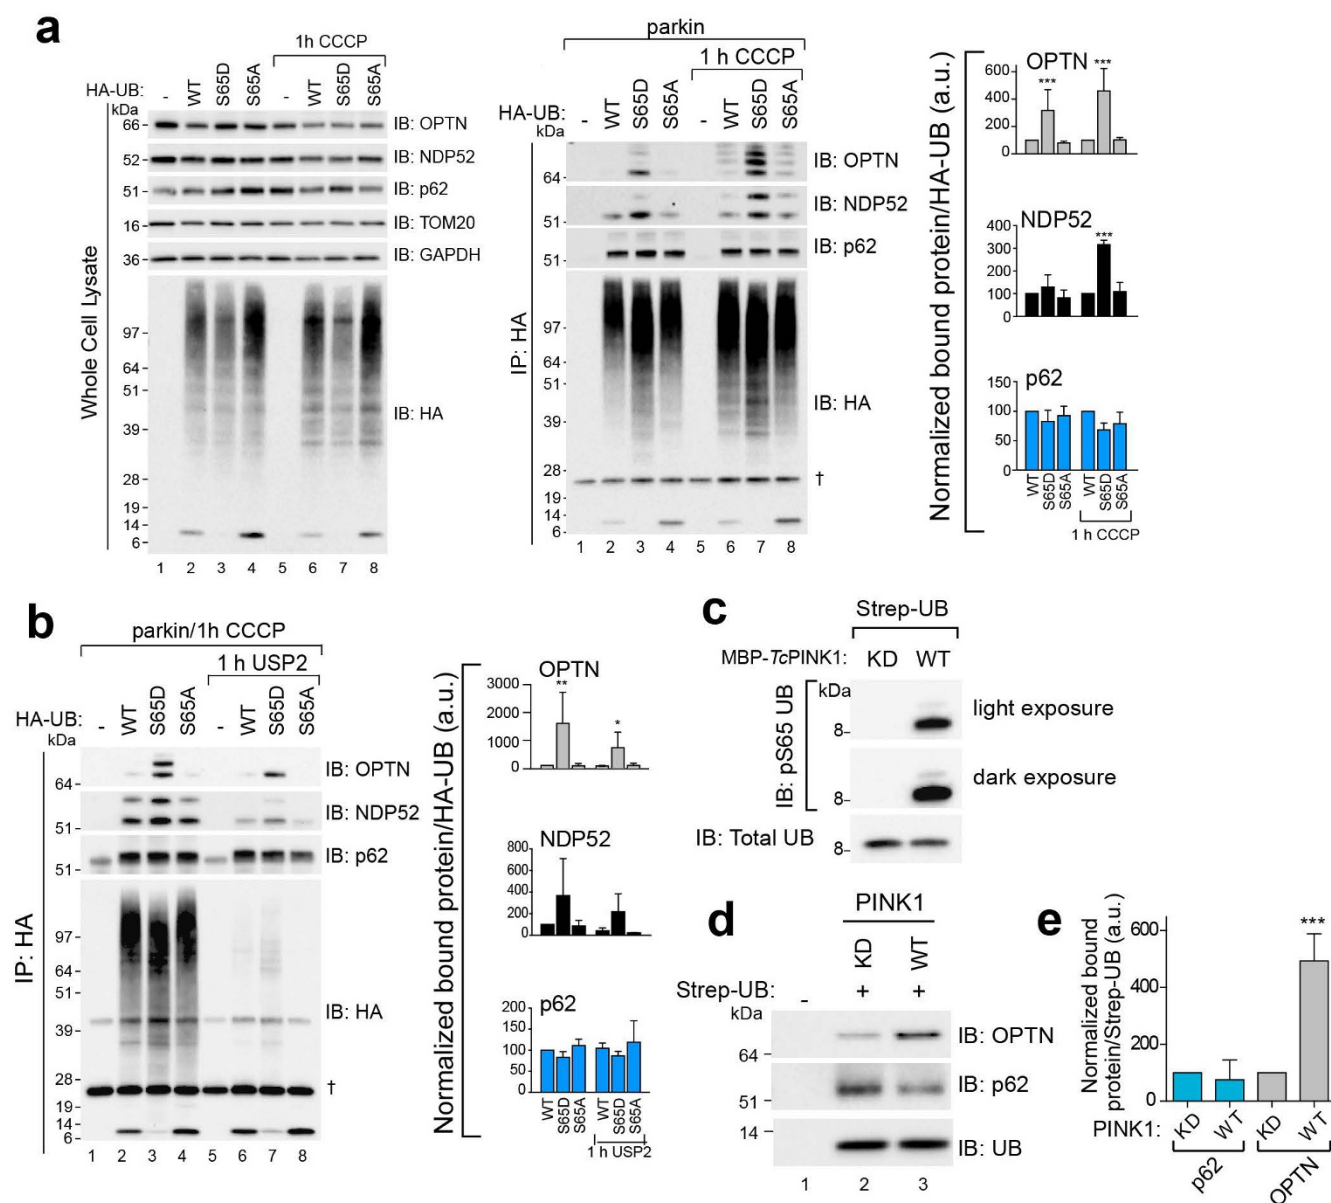 a
1h CCCP
HA-UB: - WT S65D S65A - WT S65D S65A
kDa
66 IB: OPTN
52 IB: NDP52
51 IB: p62
16 IB: TOM20
36 IB: GAPDH
Whole Cell Lysate
97
64
51
39
28
19
14
6
IB: HA
1 2 3 4 5 6 7 8
parkin
1 h CCCP
HA-UB: - WT S65D S65A - WT S65D S65A
kDa
64 IB: OPTN
51 IB: NDP52
51 IB: p62
IP: HA
97
64
51
39
28
19
14
6
IB: HA
†
1 2 3 4 5 6 7 8
Normalized bound protein/HA-UB (a.u.)
OPTN
600
400
200
0
*** ***
NDP52
400
300
200
100
0
***
p62
150
100
50
0
WT S65D S65A WT S65D S65A
1 h CCCP
b
parkin/1h CCCP
1 h USP2
HA-UB: - WT S65D S65A - WT S65D S65A
kDa
64 IB: OPTN
51 IB: NDP52
51 IB: p62
IP: HA
97
64
51
39
28
19
14
6
IB: HA
†
1 2 3 4 5 6 7 8
Normalized bound protein/HA-UB (a.u.)
OPTN
3000
2000
1000
0
** *
NDP52
800
600
400
200
0
p62
200
150
100
50
0
WT S65D S65A WT S65D S65A
1 h USP2
c
Strep-UB
MBP-TcPINK1: KD WT
kDa
IB: pS65 UB
8 light exposure
8 dark exposure
IB: Total UB 8
d
PINK1
KD WT
Strep-UB: - + +
kDa
64 IB: OPTN
51 IB: p62
14 IB: UB
1 2 3
e
Normalized bound
protein/Strep-UB (a.u.)
600
400
200
0
***
PINK1: KD WT KD WT
p62 OPTN